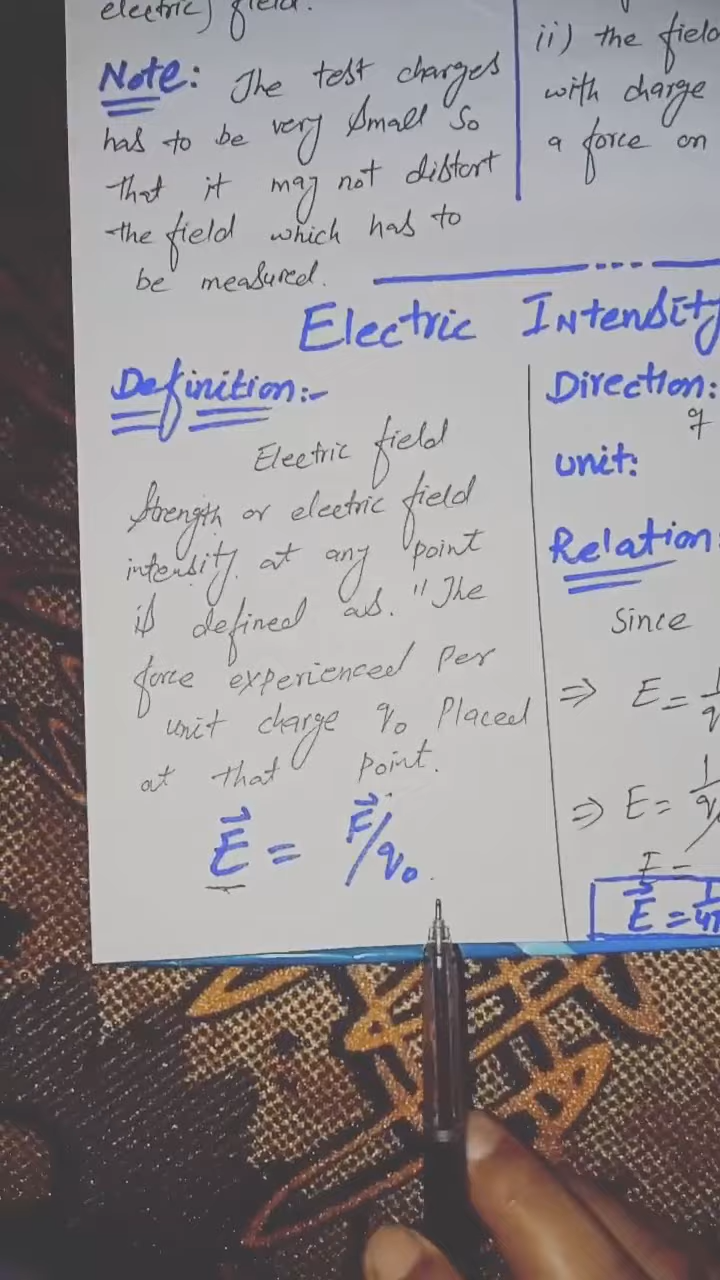 electric) field.
Note: The test charges
has to be very small so
that it may not distort
the field which has to
be measured.
ii) the field
with charge
a force on
Electric Intensity
Definition:-
Electric field
Strength or electric field
intensity at any point
is defined as. "The
force experienced Per
unit charge q₀ Placed
at that point.
E⃗ = F⃗/q₀
Direction:
q
unit:
Relation:
Since
⇒ E =
⇒ E =
E⃗ =